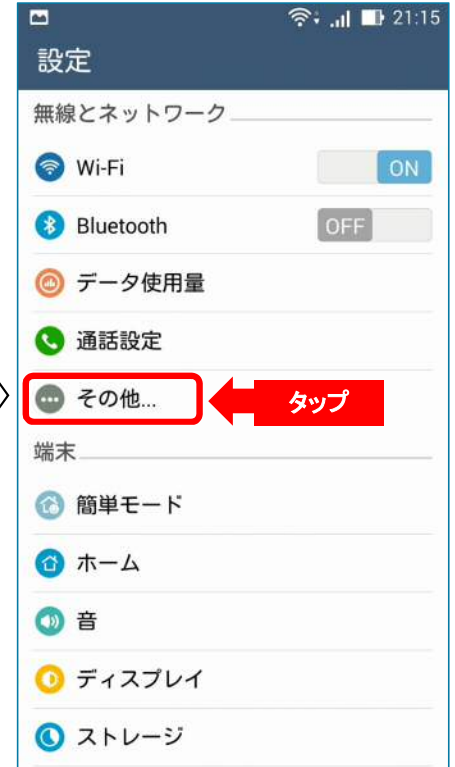 21:15
設定
無線とネットワーク
Wi-Fi ON
Bluetooth OFF
データ使用量
通話設定
その他... タップ
端末
簡単モード
ホーム
音
ディスプレイ
ストレージ